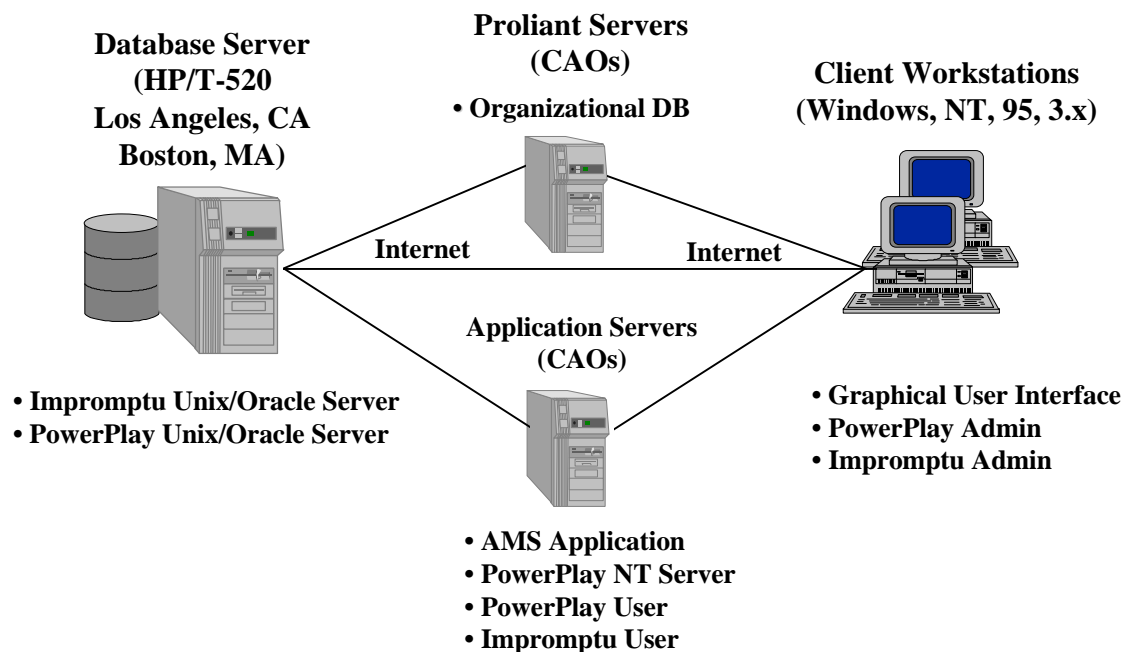 Database Server
(HP/T-520
Los Angeles, CA
Boston, MA)
Proliant Servers
(CAOs)
• Organizational DB
Client Workstations
(Windows, NT, 95, 3.x)
Internet
Internet
Application Servers
(CAOs)
• Impromptu Unix/Oracle Server
• PowerPlay Unix/Oracle Server
• Graphical User Interface
• PowerPlay Admin
• Impromptu Admin
• AMS Application
• PowerPlay NT Server
• PowerPlay User
• Impromptu User